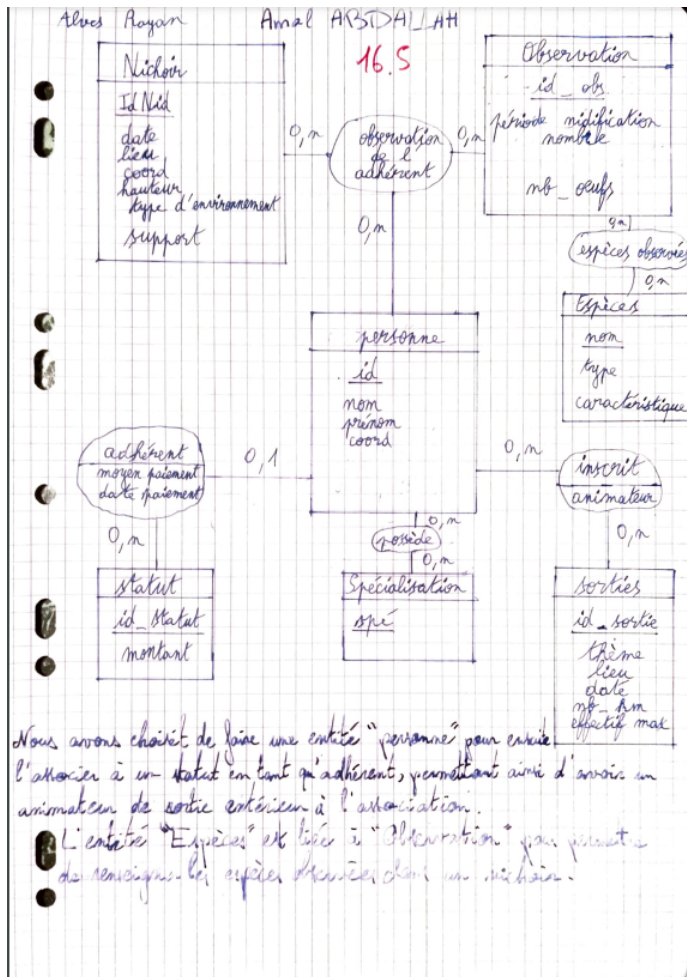 Alves Rayan
Amal ABDALLAH
16.5
Nichoir
Id Nid
date
lieu
coord
hauteur
type d'environnement
support
0,n
observation
de l'
adhérent
0,n
0,n
Observation
id_obs
période nidification
nombre
nb_oeufs
0,n
espèces observées
0,n
Espèces
nom
type
caractéristique
personne
id
nom
prénom
coord
adhérent
moyen paiement
date paiement
0,1
0,n
statut
id_statut
montant
0,n
possède
0,n
Spécialisation
spé
0,n
inscrit
animateur
0,n
sorties
id_sortie
thème
lieu
date
nb_km
effectif max
Nous avons choisit de faire une entité "personne" pour ensuite
l'associer à un statut en tant qu'adhérent, permettant ainsi d'avoir un
animateur de sortie extérieur à l'association.
L'entité "Espèces" est liée à "Observation" pour permettre
de renseigner les espèces observées dans un nichoir.